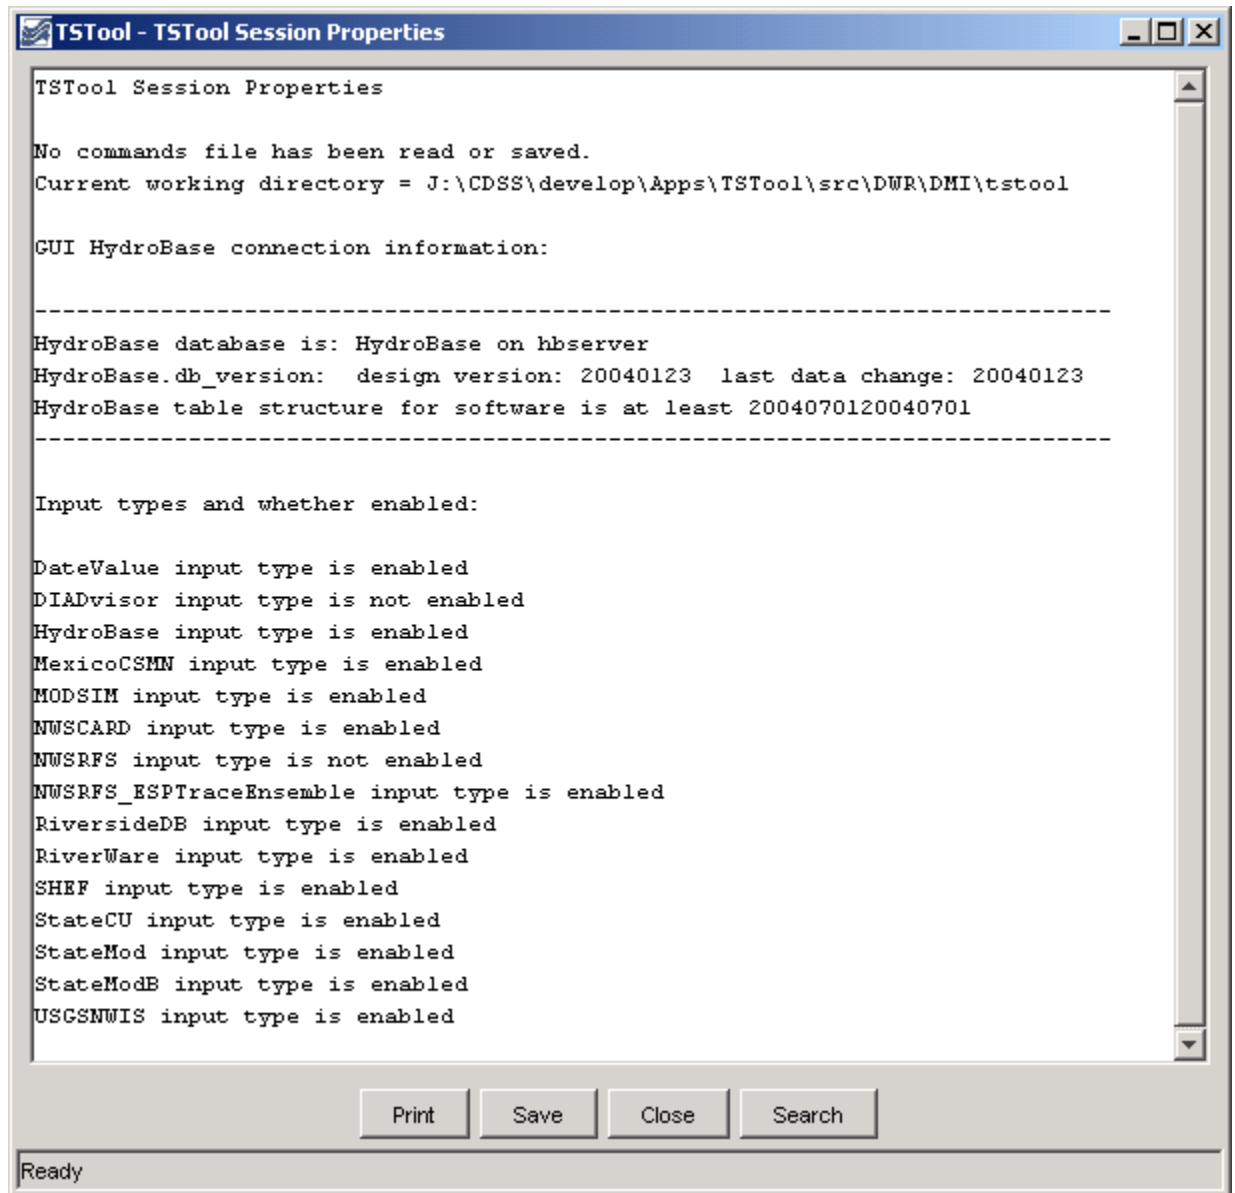 TSTool - TSTool Session Properties
TSTool Session Properties
No commands file has been read or saved.
Current working directory = J:\CDSS\develop\Apps\TSTool\src\DWR\DMI\tstool
GUI HydroBase connection information:
-----------------------------------------------------------------------------
HydroBase database is: HydroBase on hbserver
HydroBase.db_version:  design version: 20040123  last data change: 20040123
HydroBase table structure for software is at least 2004070120040701
-----------------------------------------------------------------------------
Input types and whether enabled:
DateValue input type is enabled
DIADvisor input type is not enabled
HydroBase input type is enabled
MexicoCSMN input type is enabled
MODSIM input type is enabled
NWSCARD input type is enabled
NWSRFS input type is not enabled
NWSRFS_ESPTraceEnsemble input type is enabled
RiversideDB input type is enabled
RiverWare input type is enabled
SHEF input type is enabled
StateCU input type is enabled
StateMod input type is enabled
StateModB input type is enabled
USGSNWIS input type is enabled
Print Save Close Search
Ready